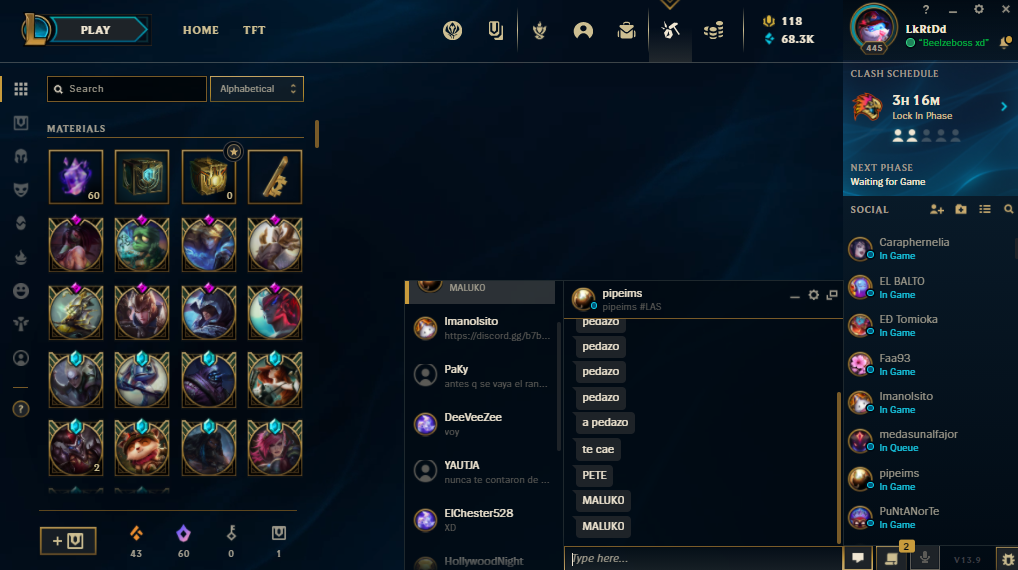 PLAY
HOME
TFT
118
68.3K
445
LkRtDd
"Beelzeboss xd"
Search
Alphabetical
MATERIALS
60
0
2
43
60
0
1
CLASH SCHEDULE
3H 16M
Lock In Phase
NEXT PHASE
Waiting for Game
SOCIAL
Caraphernelia
In Game
EL BALTO
In Game
EĐ Tomioka
In Game
Faa93
In Game
Imanolsito
In Game
medasunalfajor
In Queue
pipeims
In Game
PuNtANorTe
In Game
MALUKO
Imanolsito
https://discord.gg/b7b...
PaKy
antes q se vaya el ran...
DeeVeeZee
voy
YAUTJA
nunca te contaron de ...
ElChester528
XD
HollywoodNight
pipeims
pipeims #LAS
pedazo
pedazo
pedazo
pedazo
a pedazo
te cae
PETE
MALUKO
MALUKO
Type here...
2
V13.9